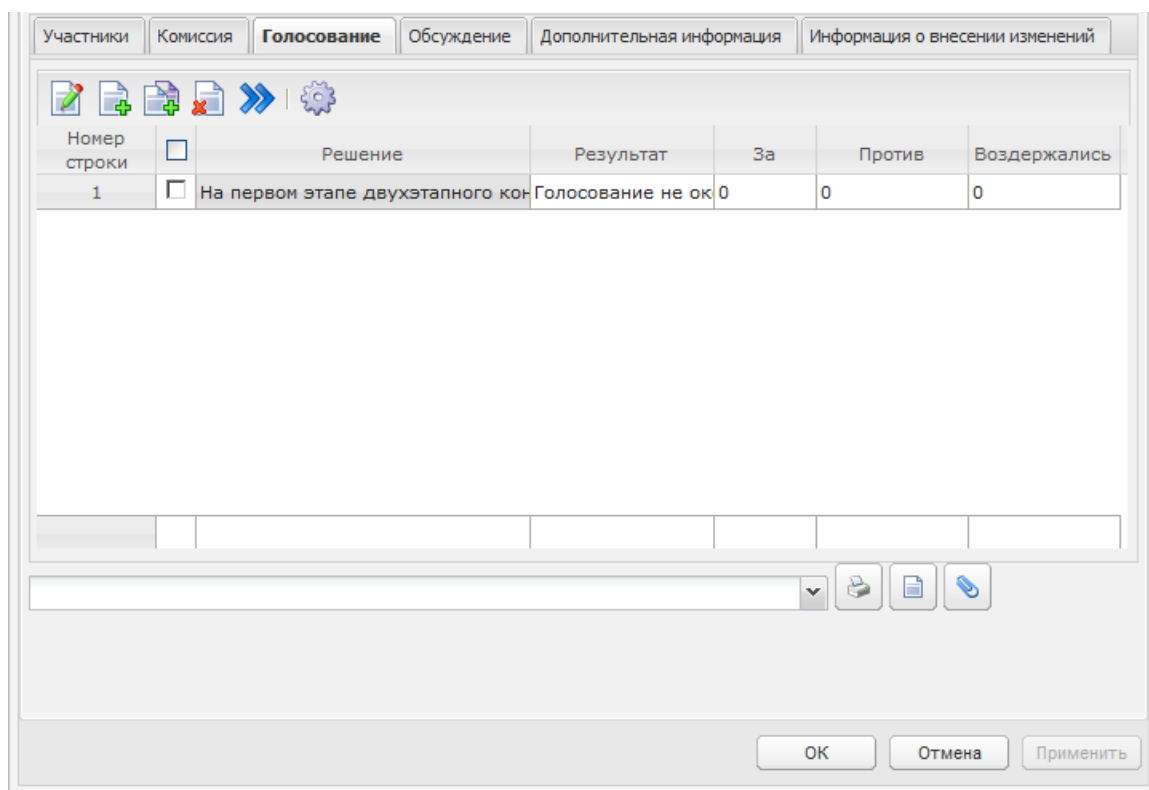 Участники Комиссия Голосование Обсуждение Дополнительная информация Информация о внесении изменений
Номер строки Решение Результат За Против Воздержались
1 На первом этапе двухэтапного кон Голосование не ок 0 0 0
ОК Отмена Применить